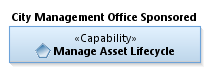 City Management Office Sponsored
«Capability»
Manage Asset Lifecycle